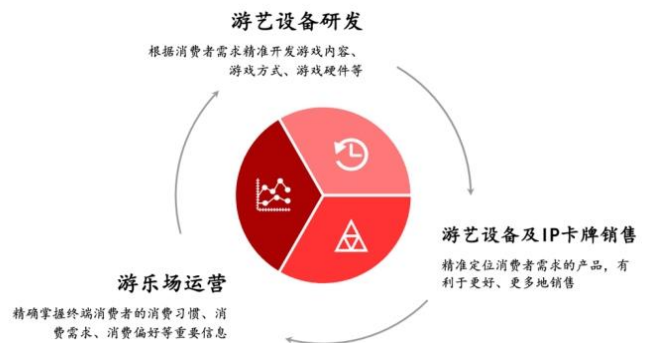 游艺设备研发
根据消费者需求精准开发游戏内容、
游戏方式、游戏硬件等
游艺设备及IP卡牌销售
精准定位消费者需求的产品，有
利于更好、更多地销售
游乐场运营
精确掌握终端消费者的消费习惯、消
费需求、消费偏好等重要信息